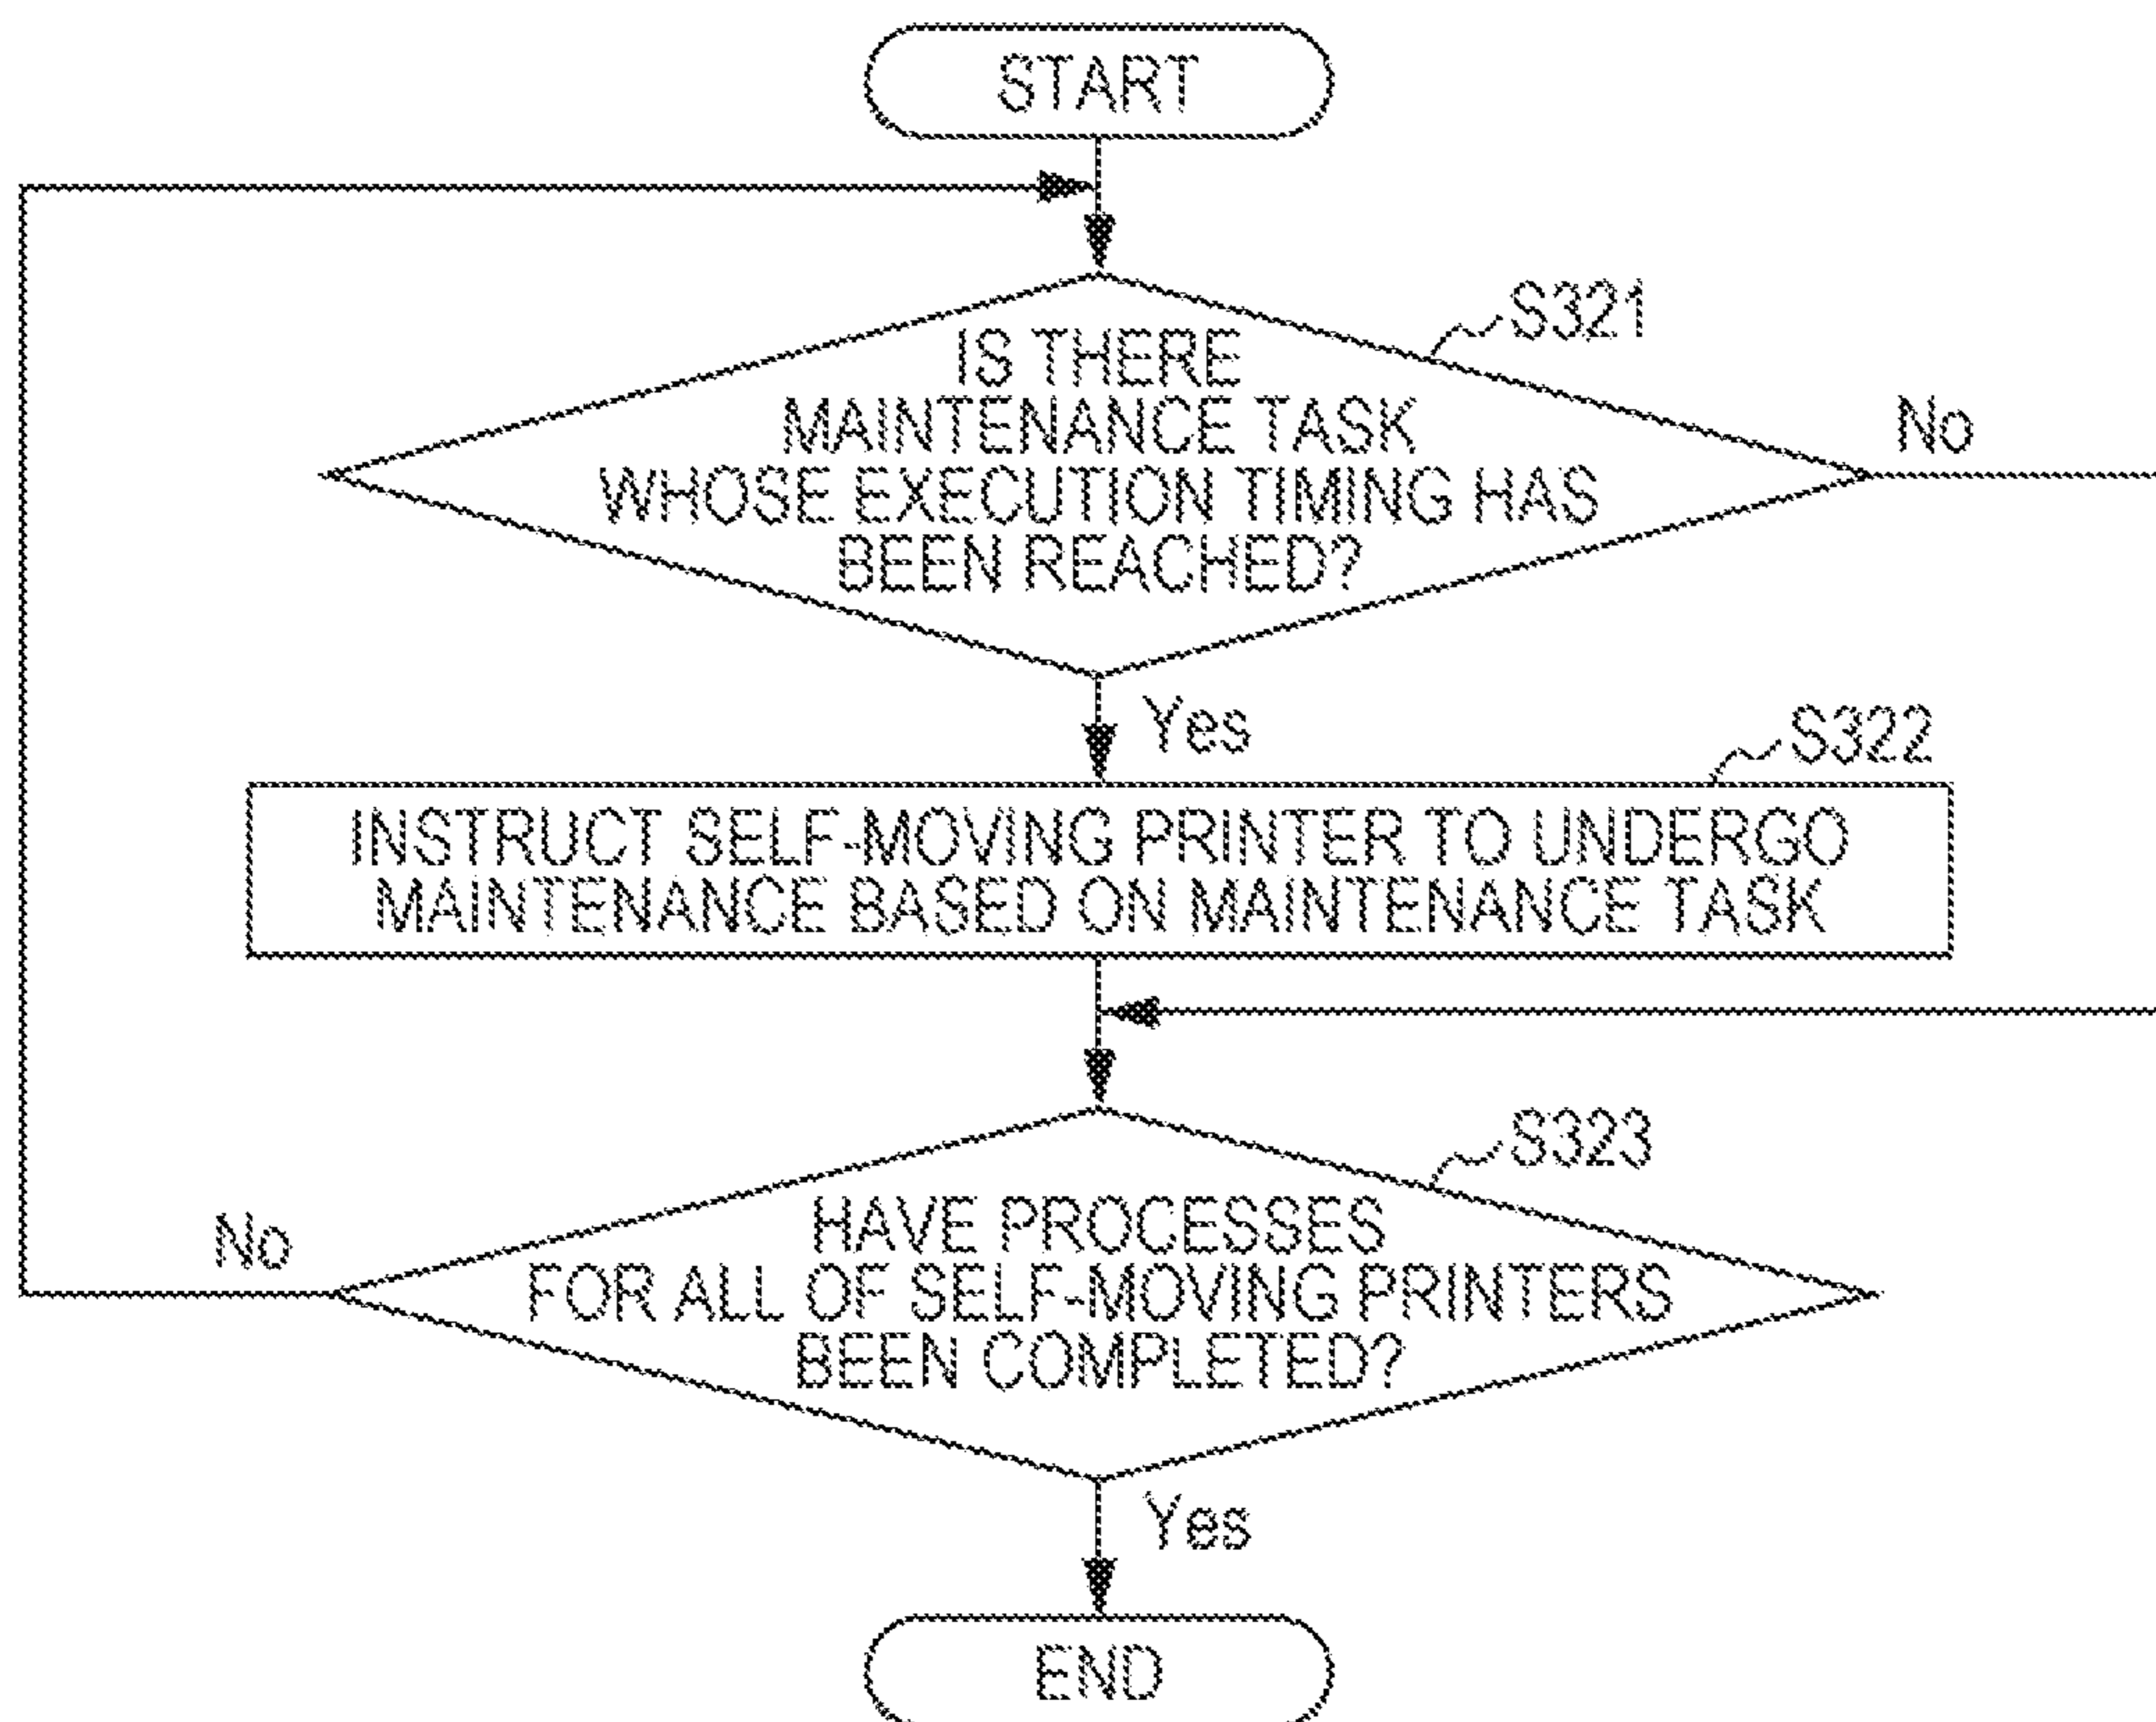 START
S321
IS THERE
MAINTENANCE TASK
WHOSE EXECUTION TIMING HAS
BEEN REACHED?
No
Yes
S322
INSTRUCT SELF-MOVING PRINTER TO UNDERGO
MAINTENANCE BASED ON MAINTENANCE TASK
S323
HAVE PROCESSES
FOR ALL OF SELF-MOVING PRINTERS
BEEN COMPLETED?
No
Yes
END